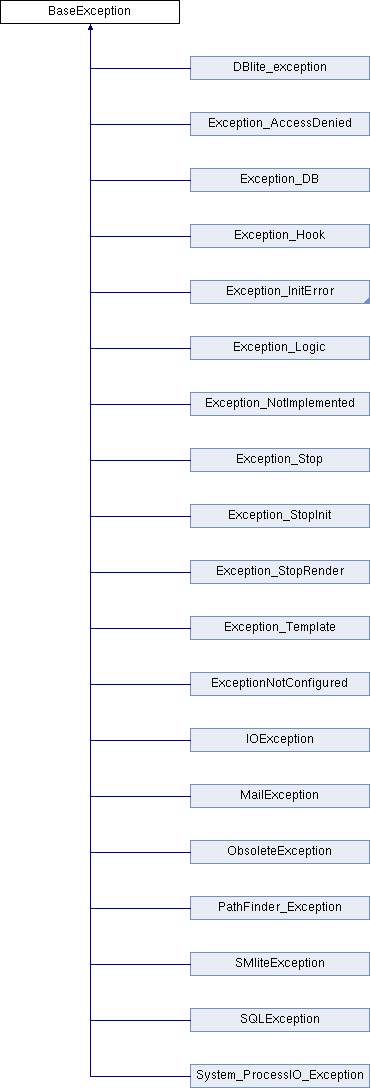 BaseException
DBlite_exception
Exception_AccessDenied
Exception_DB
Exception_Hook
Exception_InitError
Exception_Logic
Exception_NotImplemented
Exception_Stop
Exception_StopInit
Exception_StopRender
Exception_Template
ExceptionNotConfigured
IOException
MailException
ObsoleteException
PathFinder_Exception
SMliteException
SQLException
System_ProcessIO_Exception